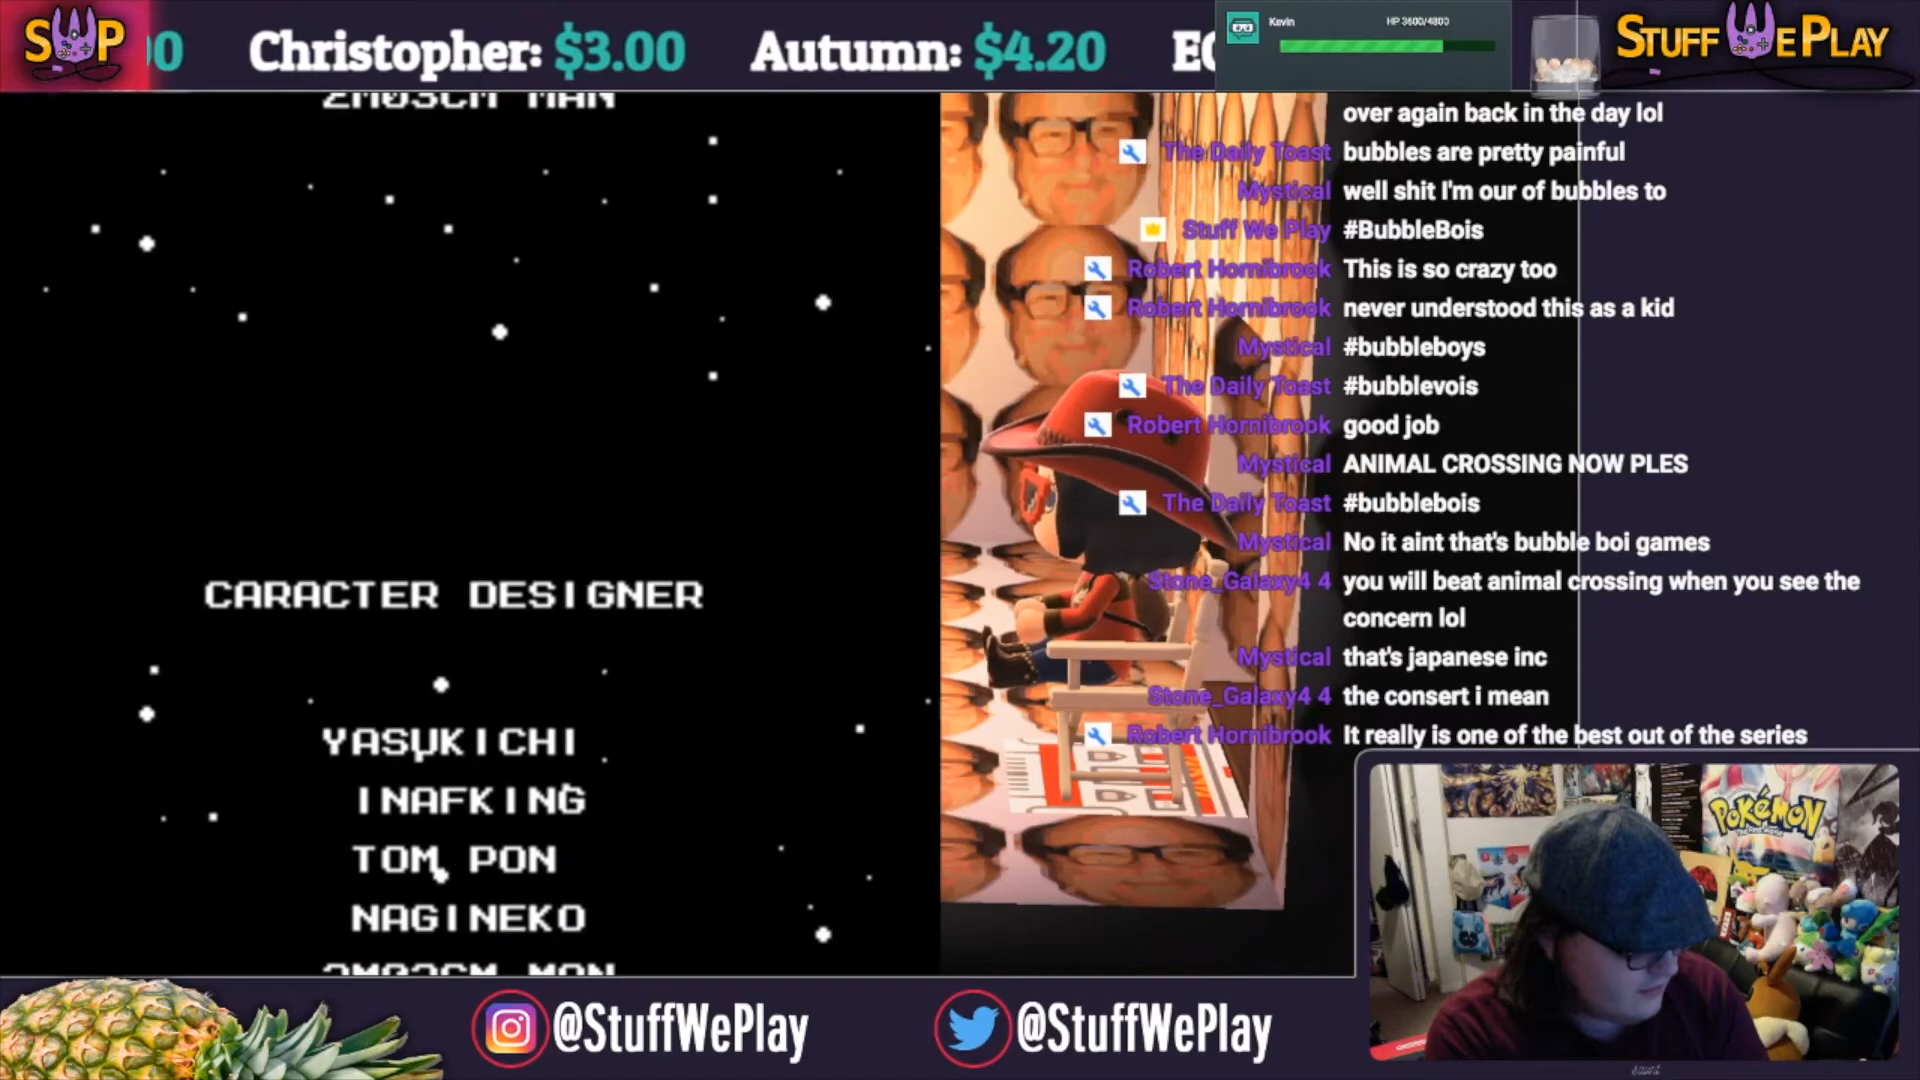 SWP
00
Christopher: $3.00
Autumn: $4.20
Kevin
HP 3600/4800
STUFF WE PLAY
CARACTER DESIGNER
YASUKICHI
INAFKING
TOM PON
NAGINEKO
over again back in the day lol
The Daily Toast bubbles are pretty painful
Mystical well shit I'm our of bubbles to
Stuff We Play #BubbleBois
Robert Hornibrook This is so crazy too
Robert Hornibrook never understood this as a kid
Mystical #bubbleboys
The Daily Toast #bubblevois
Robert Hornibrook good job
Mystical ANIMAL CROSSING NOW PLES
The Daily Toast #bubblebois
Mystical No it aint that's bubble boi games
Stone_Galaxy4 4 you will beat animal crossing when you see the
concern lol
Mystical that's japanese inc
Stone_Galaxy4 4 the consert i mean
Robert Hornibrook It really is one of the best out of the series
POKéMON
@StuffWePlay
@StuffWePlay